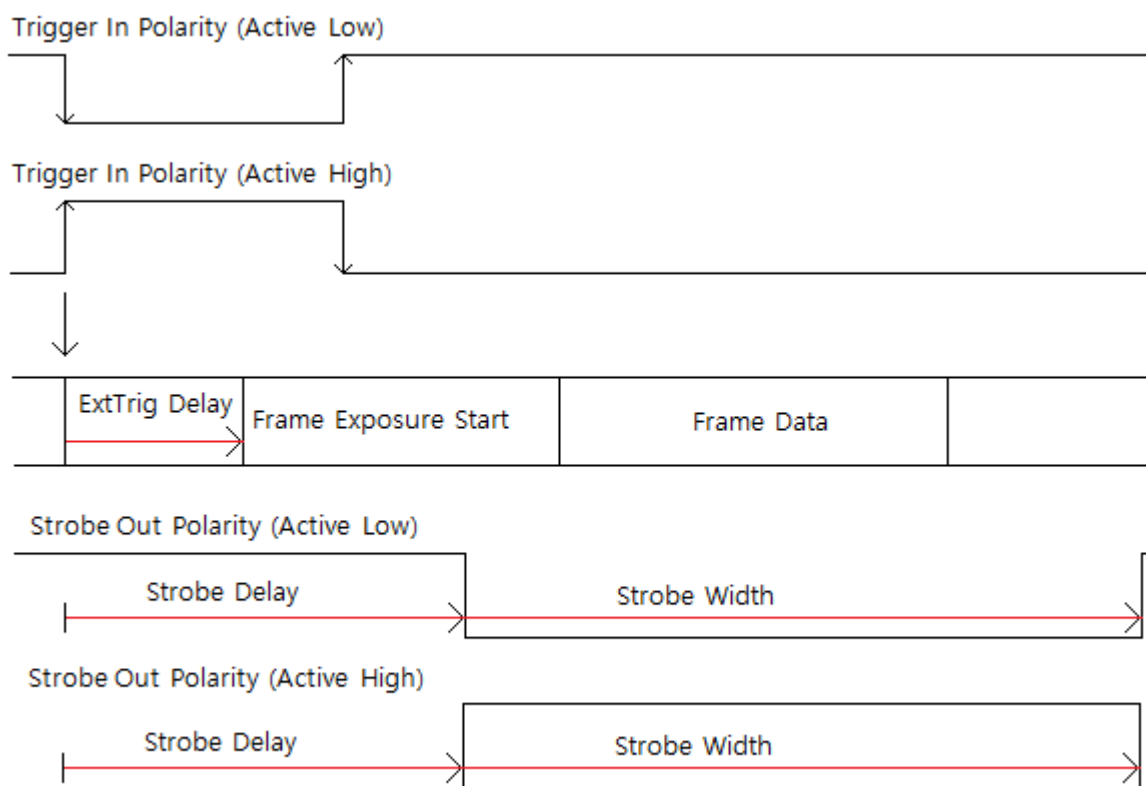 Trigger In Polarity (Active Low)
Trigger In Polarity (Active High)
ExtTrig Delay
Frame Exposure Start
Frame Data
Strobe Out Polarity (Active Low)
Strobe Delay
Strobe Width
Strobe Out Polarity (Active High)
Strobe Delay
Strobe Width